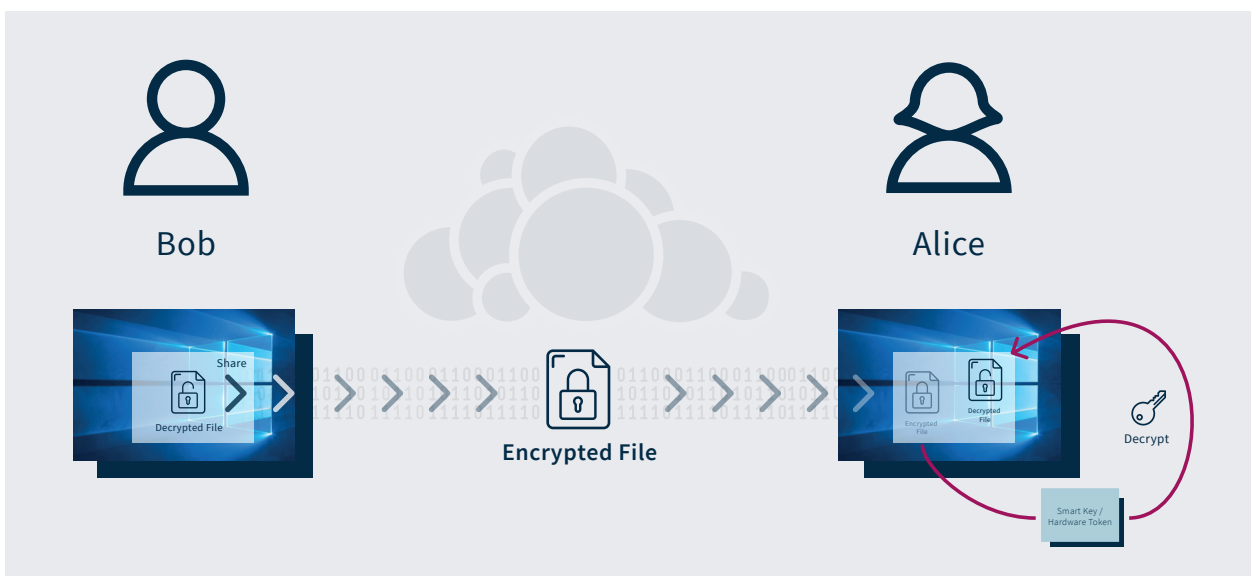 Bob
Alice
Share
Decrypted File
Encrypted File
Encrypted
File
Decrypted
File
Decrypt
Smart Key /
Hardware Token